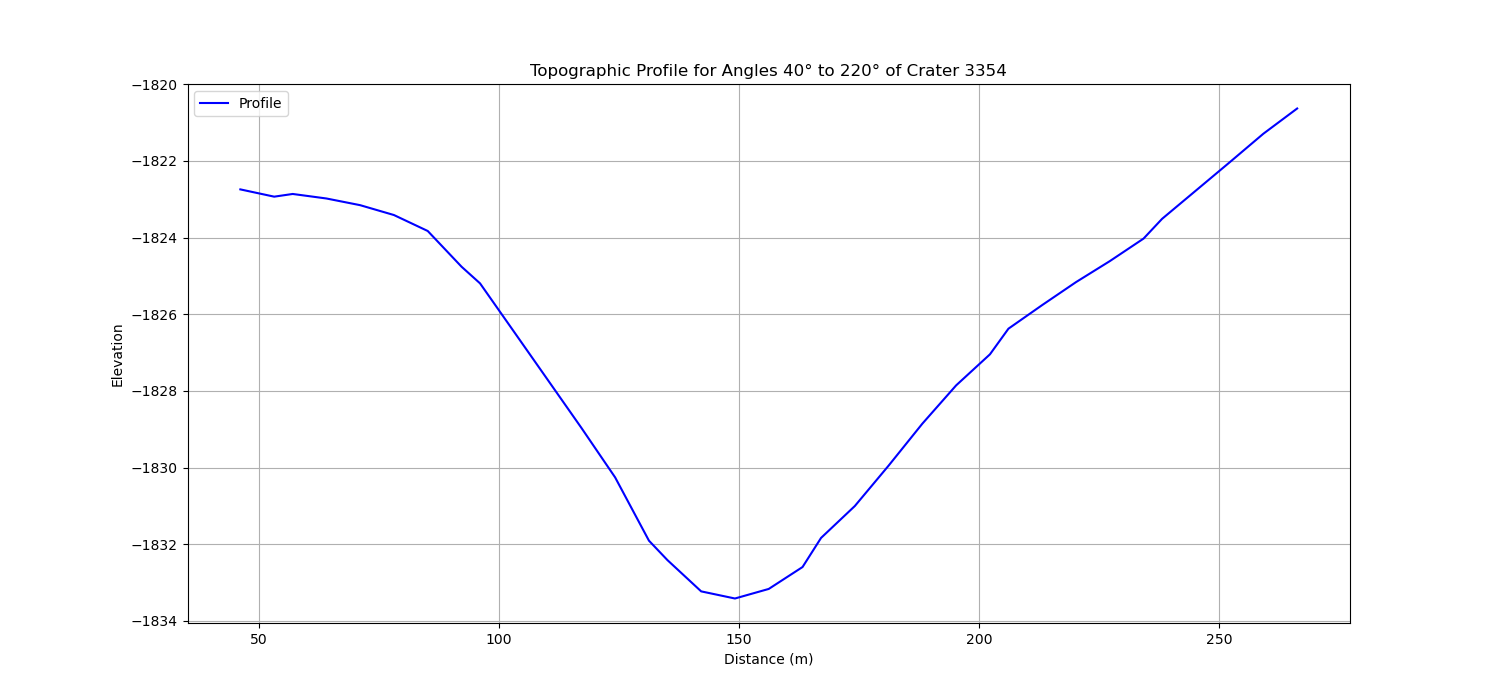 Topographic Profile for Angles 40° to 220° of Crater 3354
Profile
Elevation
−1820
−1822
−1824
−1826
−1828
−1830
−1832
−1834
50 100 150 200 250
Distance (m)